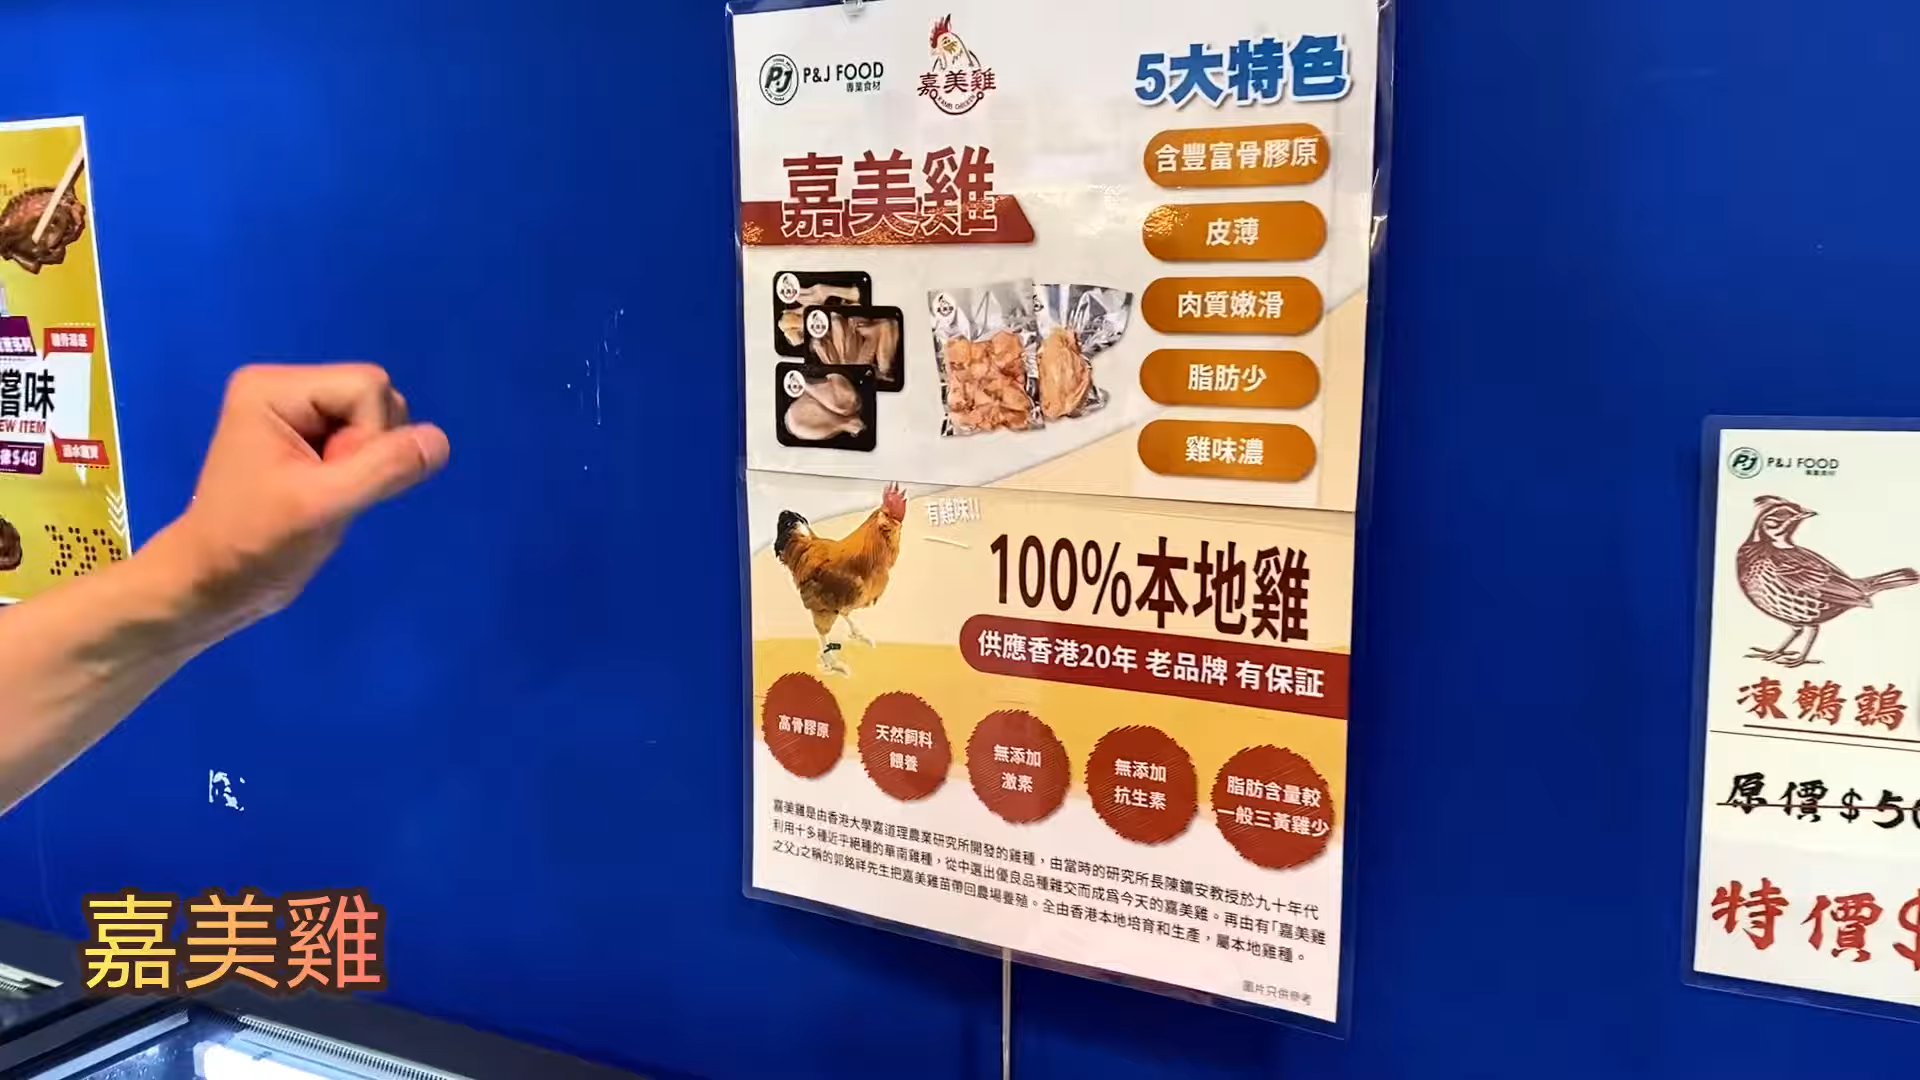 P&J FOOD
專業食材
嘉美雞
5大特色
嘉美雞
含豐富骨膠原
皮薄
肉質嫩滑
脂肪少
雞味濃
有雞味!!
100%本地雞
供應香港20年 老品牌 有保証
高骨膠原
天然飼料
餵養
無添加
激素
無添加
抗生素
脂肪含量較
一般三黃雞少
嘉美雞是由香港大學嘉道理農業研究所開發的雞種，由當時的研究所長陳鑛安教授於九十年代
利用十多種近乎絕種的華南雞種，從中選出優良品種雜交而成為今天的嘉美雞。再由有「嘉美雞
之父」之稱的郭銘祥先生把嘉美雞苗帶回農場養殖。全由香港本地培育和生產，屬本地雞種。
圖片只供參考
嚐味
EW ITEM
$48
P&J FOOD
專業食材
凍鵪鶉
原價$5
特價$
嘉美雞